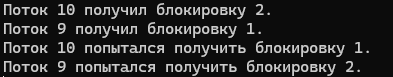 Поток 10 получил блокировку 2.
Поток 9 получил блокировку 1.
Поток 10 попытался получить блокировку 1.
Поток 9 попытался получить блокировку 2.